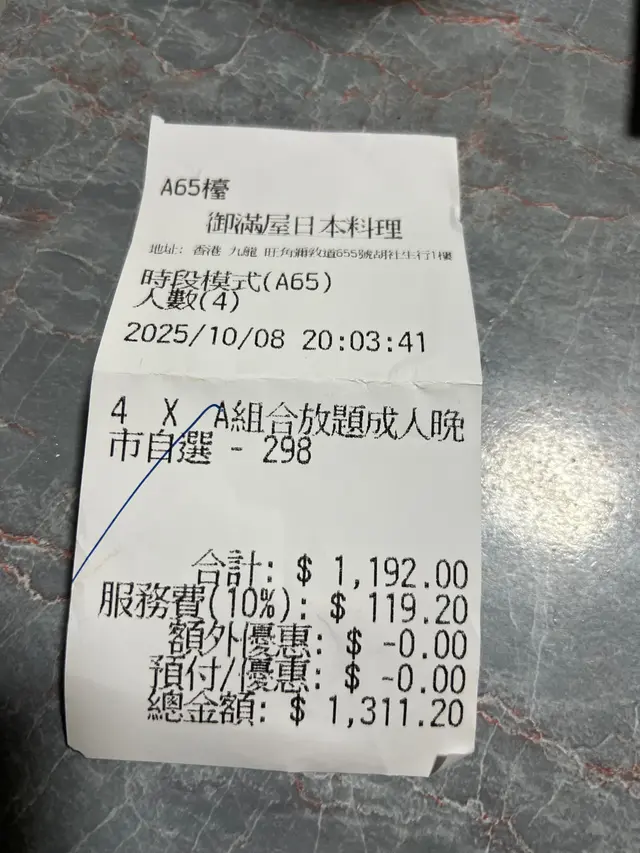 A65檯
御滿屋日本料理
地址: 香港 九龍 旺角彌敦道655號胡社生行1樓
時段模式(A65)
人數(4)
2025/10/08 20:03:41
4 X A組合放題成人晚
市自選 - 298
合計: $ 1,192.00
服務費(10%): $ 119.20
額外優惠: $ -0.00
預付/優惠: $ -0.00
總金額: $ 1,311.20